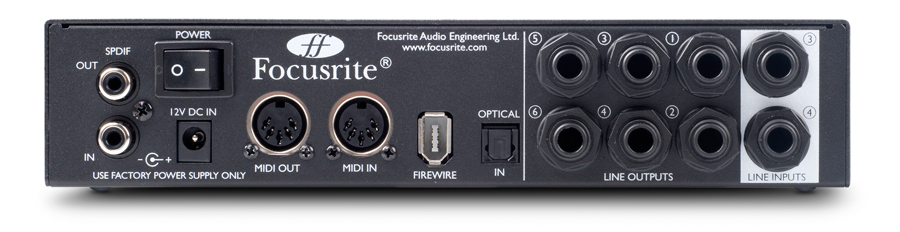 SPDIF
OUT
IN
POWER
12V DC IN
- +
USE FACTORY POWER SUPPLY ONLY
ff
Focusrite®
MIDI OUT
MIDI IN
Focusrite Audio Engineering Ltd.
www.focusrite.com
FIREWIRE
OPTICAL
IN
5 3 1 3
6 4 2 4
LINE OUTPUTS
LINE INPUTS